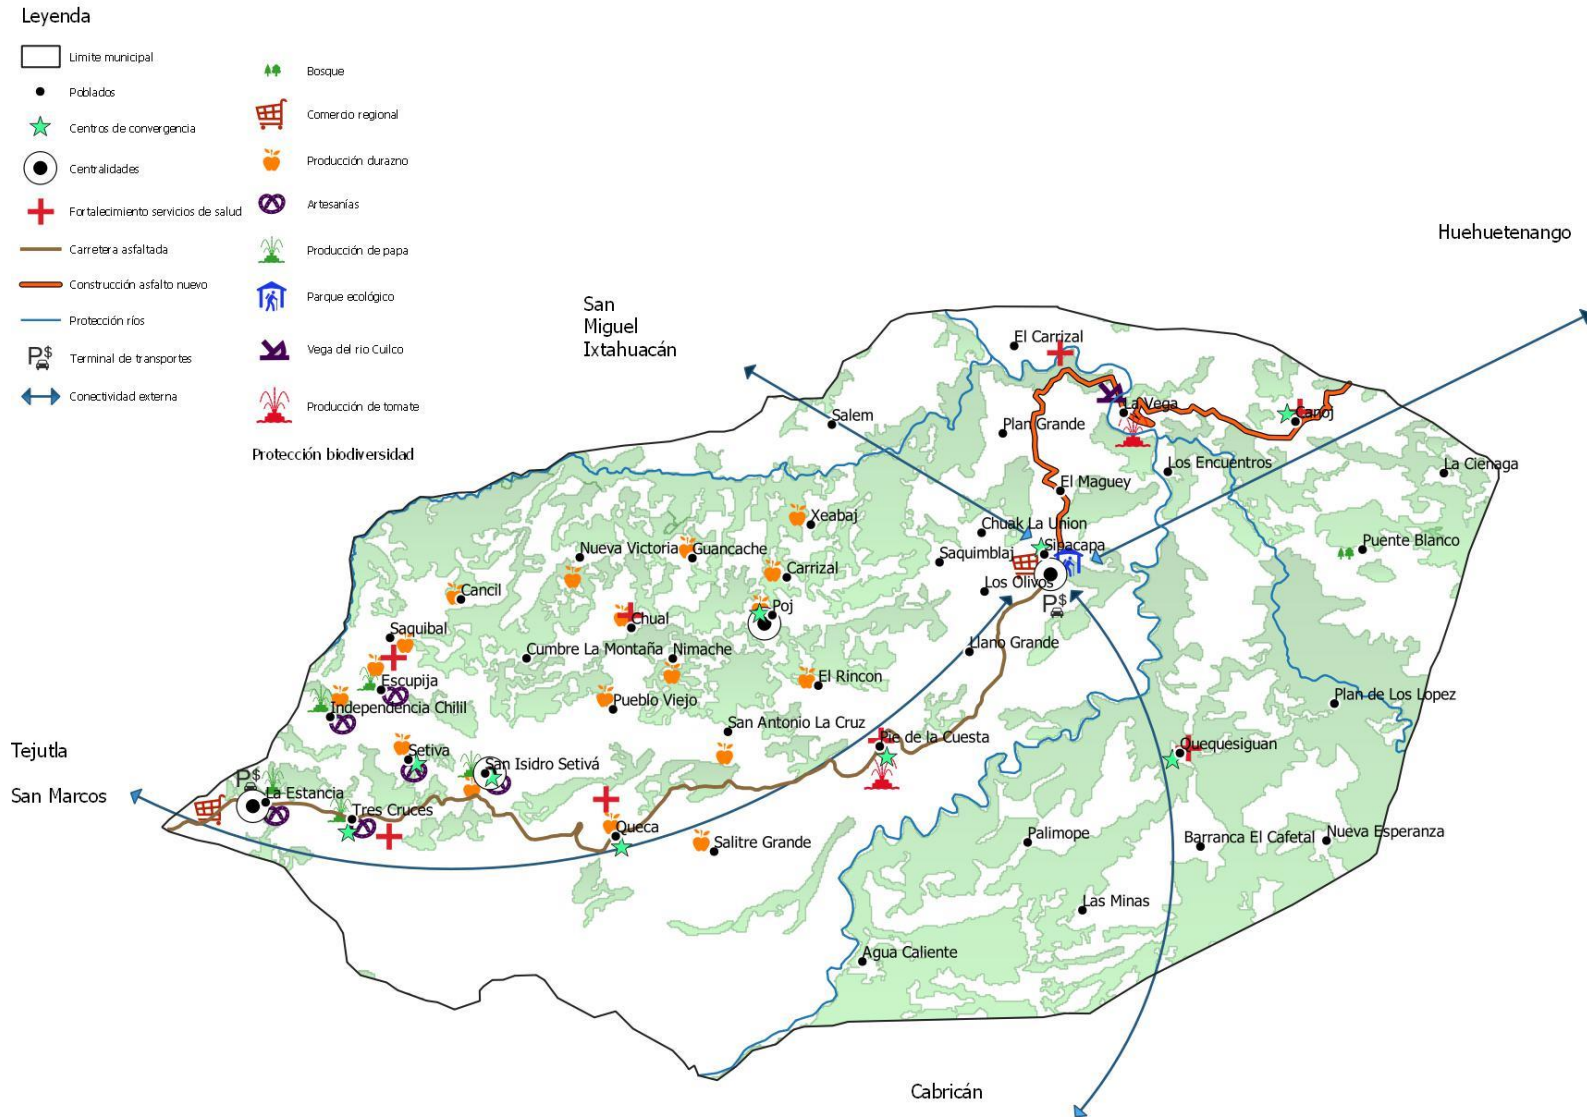 Leyenda
Limite municipal
Poblados
Centros de convergencia
Centralidades
Fortalecimiento servicios de salud
Carretera asfaltada
Construcción asfalto nuevo
Protección ríos
P$
Terminal de transportes
Conectividad externa
Bosque
Comercio regional
Producción durazno
Artesanías
Producción de papa
Parque ecológico
Vega del rio Cuilco
Producción de tomate
Protección biodiversidad
Huehuetenango
San
Miguel
Ixtahuacán
El Carrizal
Salem
La Vega
Canoj
Plan Grande
Los Encuentros
La Cienaga
El Maguey
Xeabaj
Chuak La Union
Sipacapa
Puente Blanco
Nueva Victoria
Guancache
Saquimblaj
Carrizal
Cancil
Los Olivos
P$
Poj
Chual
Saquibal
Cumbre La Montaña
Nimache
Llano Grande
Escupija
El Rincon
Independencia Chilil
Pueblo Viejo
Plan de Los Lopez
San Antonio La Cruz
Pie de la Cuesta
Quequesiguan
Tejutla
Setiva
San Isidro Setivá
P$
San Marcos
La Estancia
Tres Cruces
Queca
Salitre Grande
Palimope
Barranca El Cafetal
Nueva Esperanza
Las Minas
Agua Caliente
Cabricán